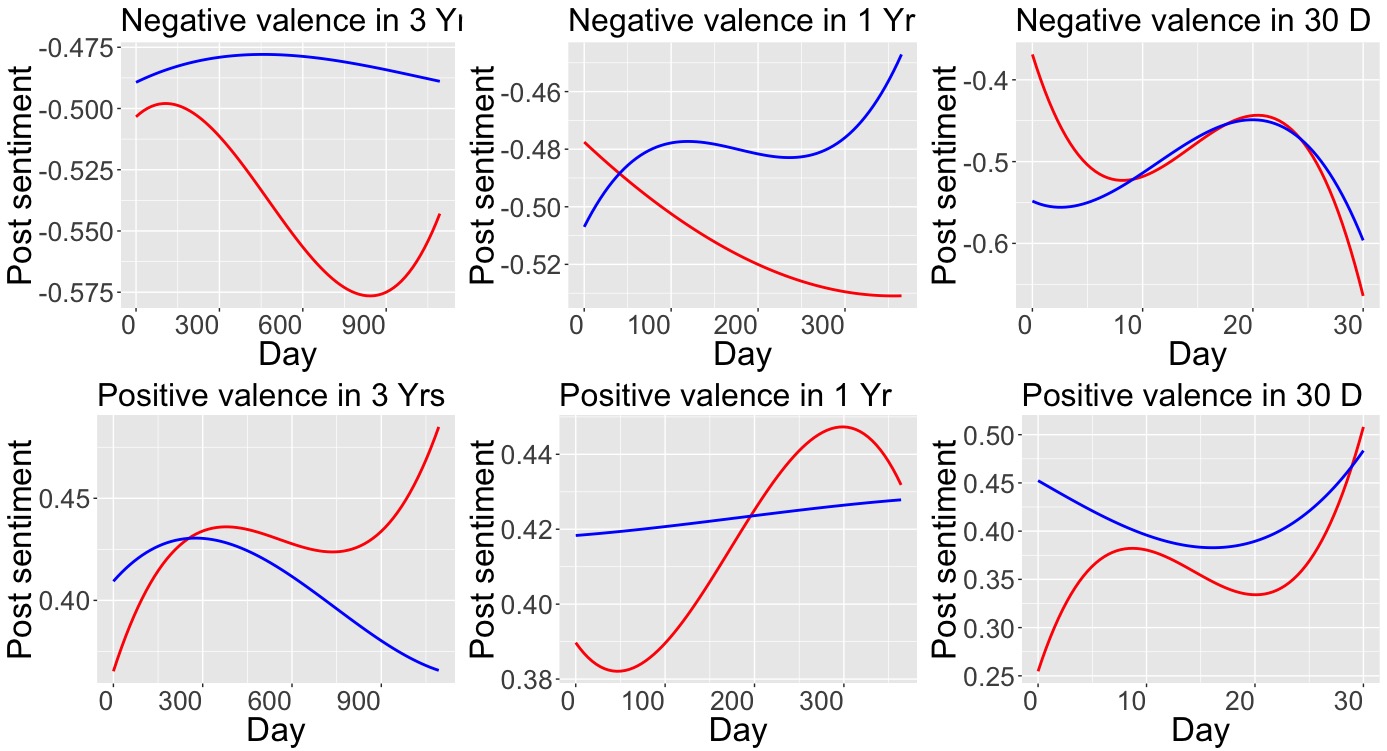 Negative valence in 3 Yr
Post sentiment
-0.475
-0.500
-0.525
-0.550
-0.575
0 300 600 900
Day
Negative valence in 1 Yr
Post sentiment
-0.46
-0.48
-0.50
-0.52
0 100 200 300
Day
Negative valence in 30 D
Post sentiment
-0.4
-0.5
-0.6
0 10 20 30
Day
Positive valence in 3 Yrs
Post sentiment
0.45
0.40
0 300 600 900
Day
Positive valence in 1 Yr
Post sentiment
0.44
0.42
0.40
0.38
0 100 200 300
Day
Positive valence in 30 D
Post sentiment
0.50
0.45
0.40
0.35
0.30
0.25
0 10 20 30
Day